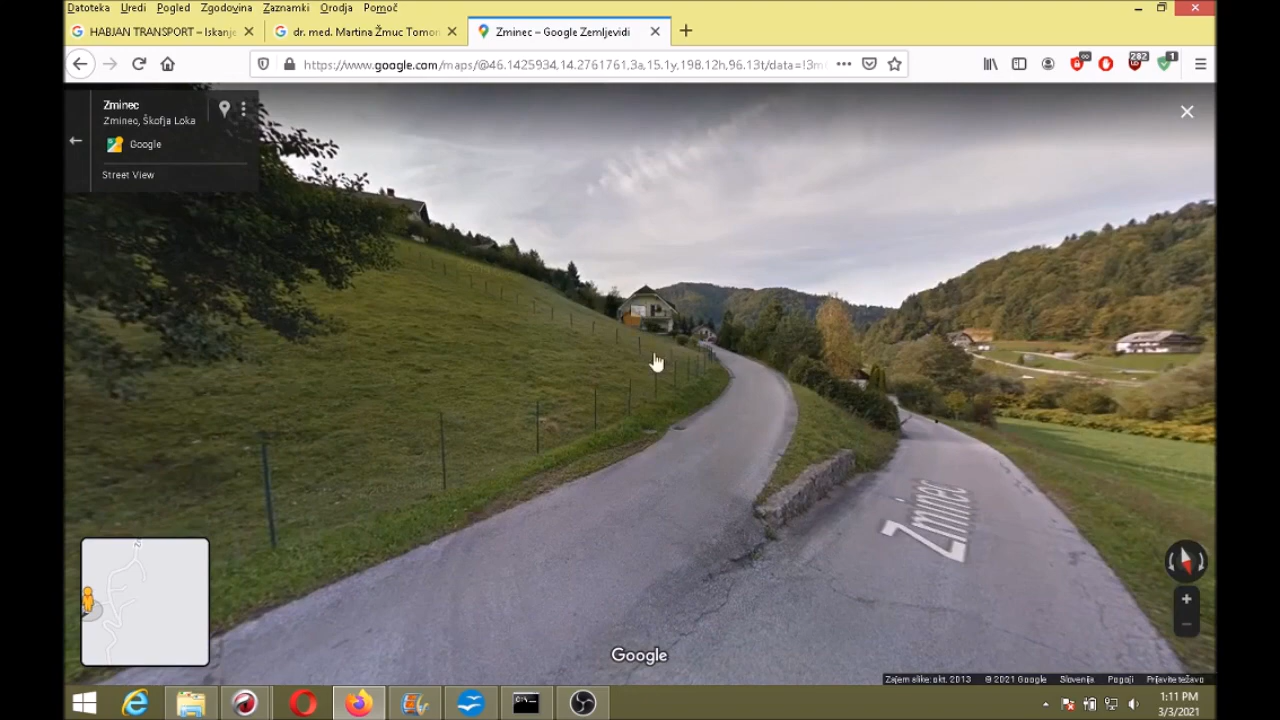 Datoteka Uredi Pogled Zgodovina Zaznamki Orodja Pomoč
HABJAN TRANSPORT – Iskanje
dr. med. Martina Žmuc Tomori
Zminec – Google Zemljevidi
https://www.google.com/maps/@46.1425934,14.2761761,3a,15.1y,198.12h,96.13t/data=!3m
282
1
Zminec
Zminec, Škofja Loka
Google
Street View
Zminec
Google
Zajem slike: okt. 2013 © 2021 Google Slovenija Pogoji Prijavite težavo
1:11 PM
3/3/2021